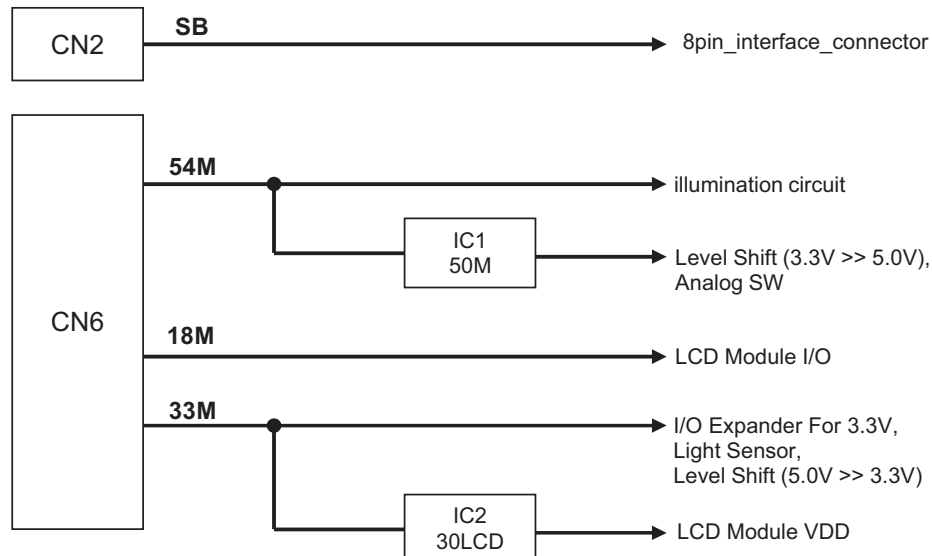 CN2
SB
8pin_interface_connector
54M
illumination circuit
IC1
50M
Level Shift (3.3V >> 5.0V),
Analog SW
CN6
18M
LCD Module I/O
33M
I/O Expander For 3.3V,
Light Sensor,
Level Shift (5.0V >> 3.3V)
IC2
30LCD
LCD Module VDD